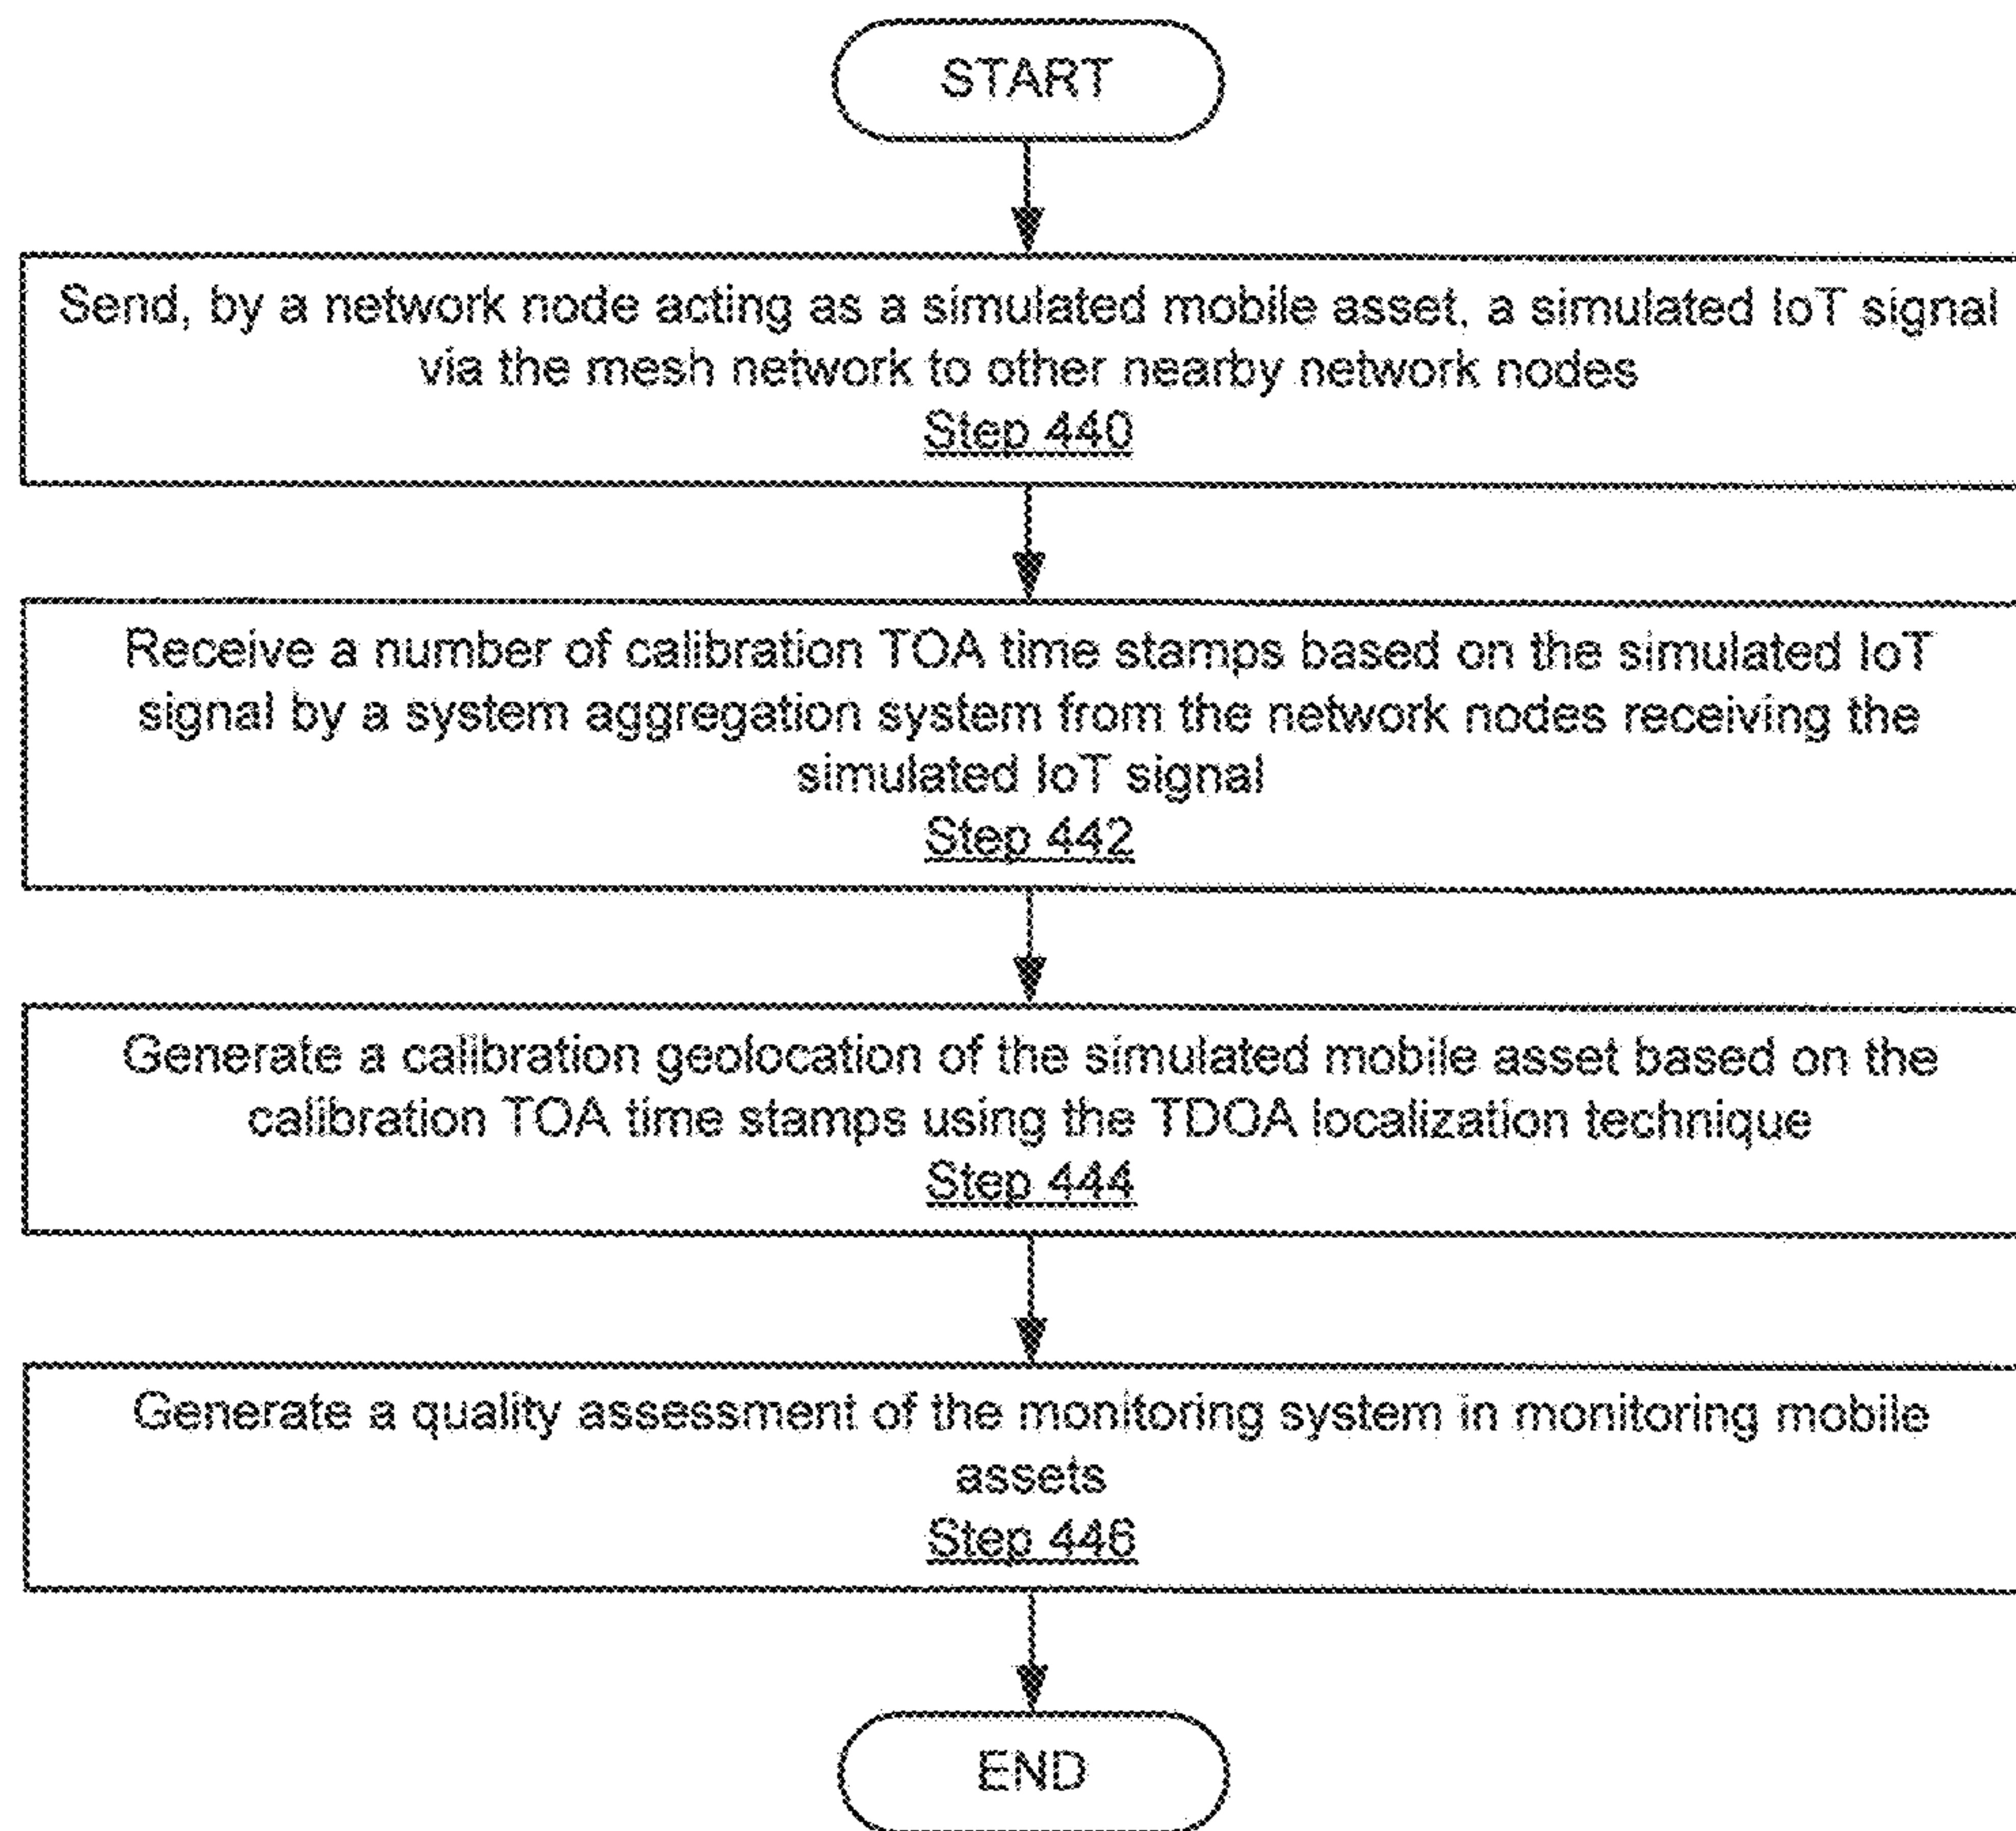 START
Send, by a network node acting as a simulated mobile asset, a simulated IoT signal
via the mesh network to other nearby network nodes
Step 440
Receive a number of calibration TOA time stamps based on the simulated IoT
signal by a system aggregation system from the network nodes receiving the
simulated IoT signal
Step 442
Generate a calibration geolocation of the simulated mobile asset based on the
calibration TOA time stamps using the TDOA localization technique
Step 444
Generate a quality assessment of the monitoring system in monitoring mobile
assets
Step 446
END